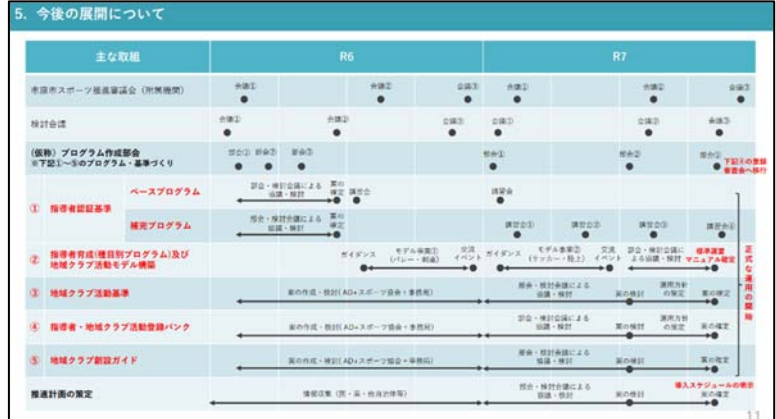 5. 今後の展開について
主な取組 R6 R7
市原市スポーツ推進審議会（附属機関） 会議① 会議② 会議③ 会議① 会議② 会議③
検討会議 会議① 会議② 会議③ 会議① 会議② 会議③
（仮称）プログラム作成部会 部会① 部会② 部会③ 部会① 部会② 部会③
※下記①～⑤のプログラム・基準づくり
下記④の登録
審査会へ移行
① 指導者認証基準
ベースプログラム 部会・検討会議による 案の 講習会 講習会
協議・検討 確定
補完プログラム 部会・検討会議による 案の 講習会① 講習会② 講習会③ 講習会④
協議・検討 確定
② 指導者育成(種目別プログラム)及び
地域クラブ活動モデル構築
ガイダンス モデル事業① 交流 ガイダンス モデル事業② 交流 部会・検討会議に 標準運営
（バレー・剣道） イベント （サッカー・陸上） イベント よる協議・検討 マニュアル確定
③ 地域クラブ活動基準 案の作成・検討(AD+スポーツ協会+事務局) 部会・検討会議による 案の検討 運用方針 案の確定
協議・検討 の策定
④ 指導者・地域クラブ活動登録バンク 案の作成・検討(AD+スポーツ協会+事務局) 部会・検討会議による 案の検討 運用方針 案の確定
協議・検討 の策定
⑤ 地域クラブ創設ガイド 案の作成・検討(AD+スポーツ協会+事務局) 部会・検討会議による 案の検討 案の確定
協議・検討
正式な運用の開始
推進計画の策定 情報収集（国・県・他自治体等） 部会・検討会議による 案の検討 案の確定
協議・検討
導入スケジュールの明示
11